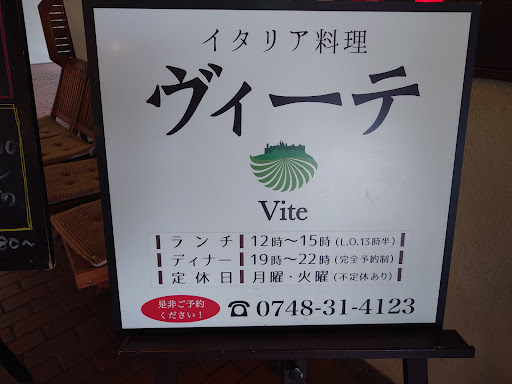 イタリア料理
ヴィーテ
Vite
ランチ 12時〜15時(L.O.13時半)
ディナー 19時〜22時(完全予約制)
定休日 月曜・火曜(不定休あり)
是非ご予約
ください!
☎0748-31-4123